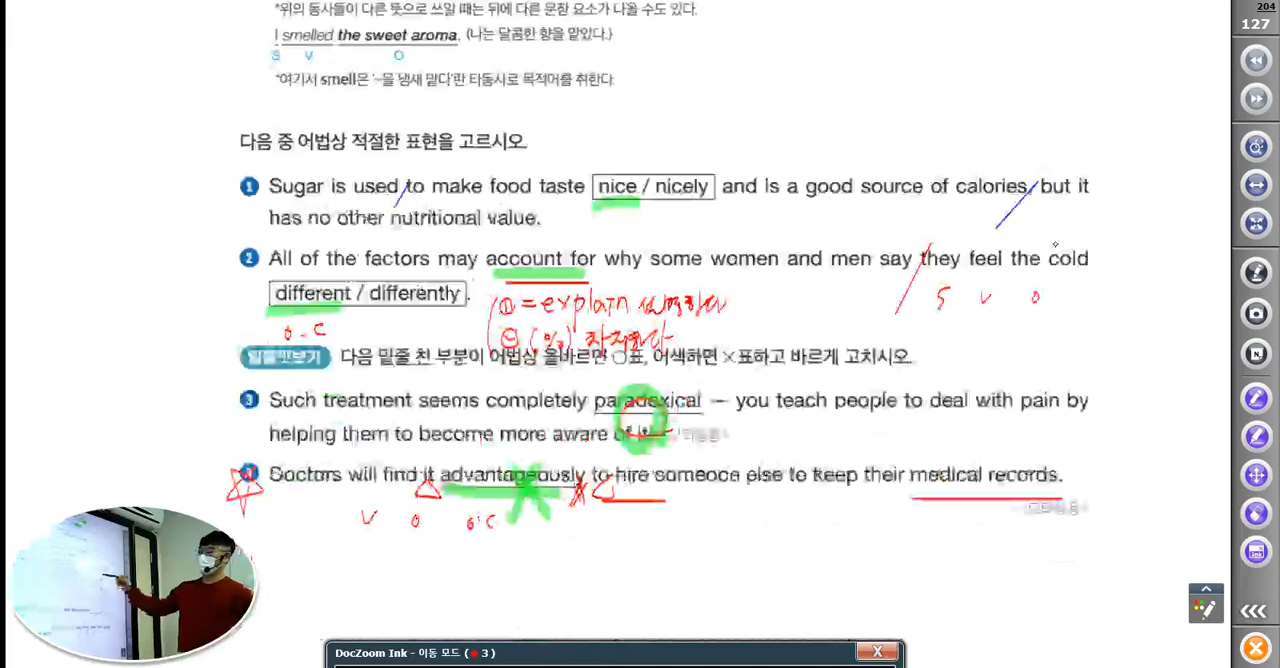 *위의 동사들이 다른 뜻으로 쓰일 때는 뒤에 다른 문장 요소가 나올 수도 있다.
I smelled the sweet aroma. (나는 달콤한 향을 맡았다.)
S V O
*여기서 smell은 '~을 냄새 맡다'란 타동사로 목적어를 취한다.
다음 중 어법상 적절한 표현을 고르시오.
1 Sugar is used to make food taste nice / nicely and is a good source of calories, but it
has no other nutritional value.
2 All of the factors may account for why some women and men say they feel the cold
different / differently.
S V O
① = explain 설명하다
② 차지하다
O.C
맛보기 다음 밑줄 친 부분이 어법상 올바르면 ○표, 어색하면 ×표하고 바르게 고치시오.
3 Such treatment seems completely paradoxical – you teach people to deal with pain by
helping them to become more aware of it.
4 Doctors will find it advantageously to hire someone else to keep their medical records.
V O O.C
DocZoom Ink - 이동 모드 ( 3 )
204
127